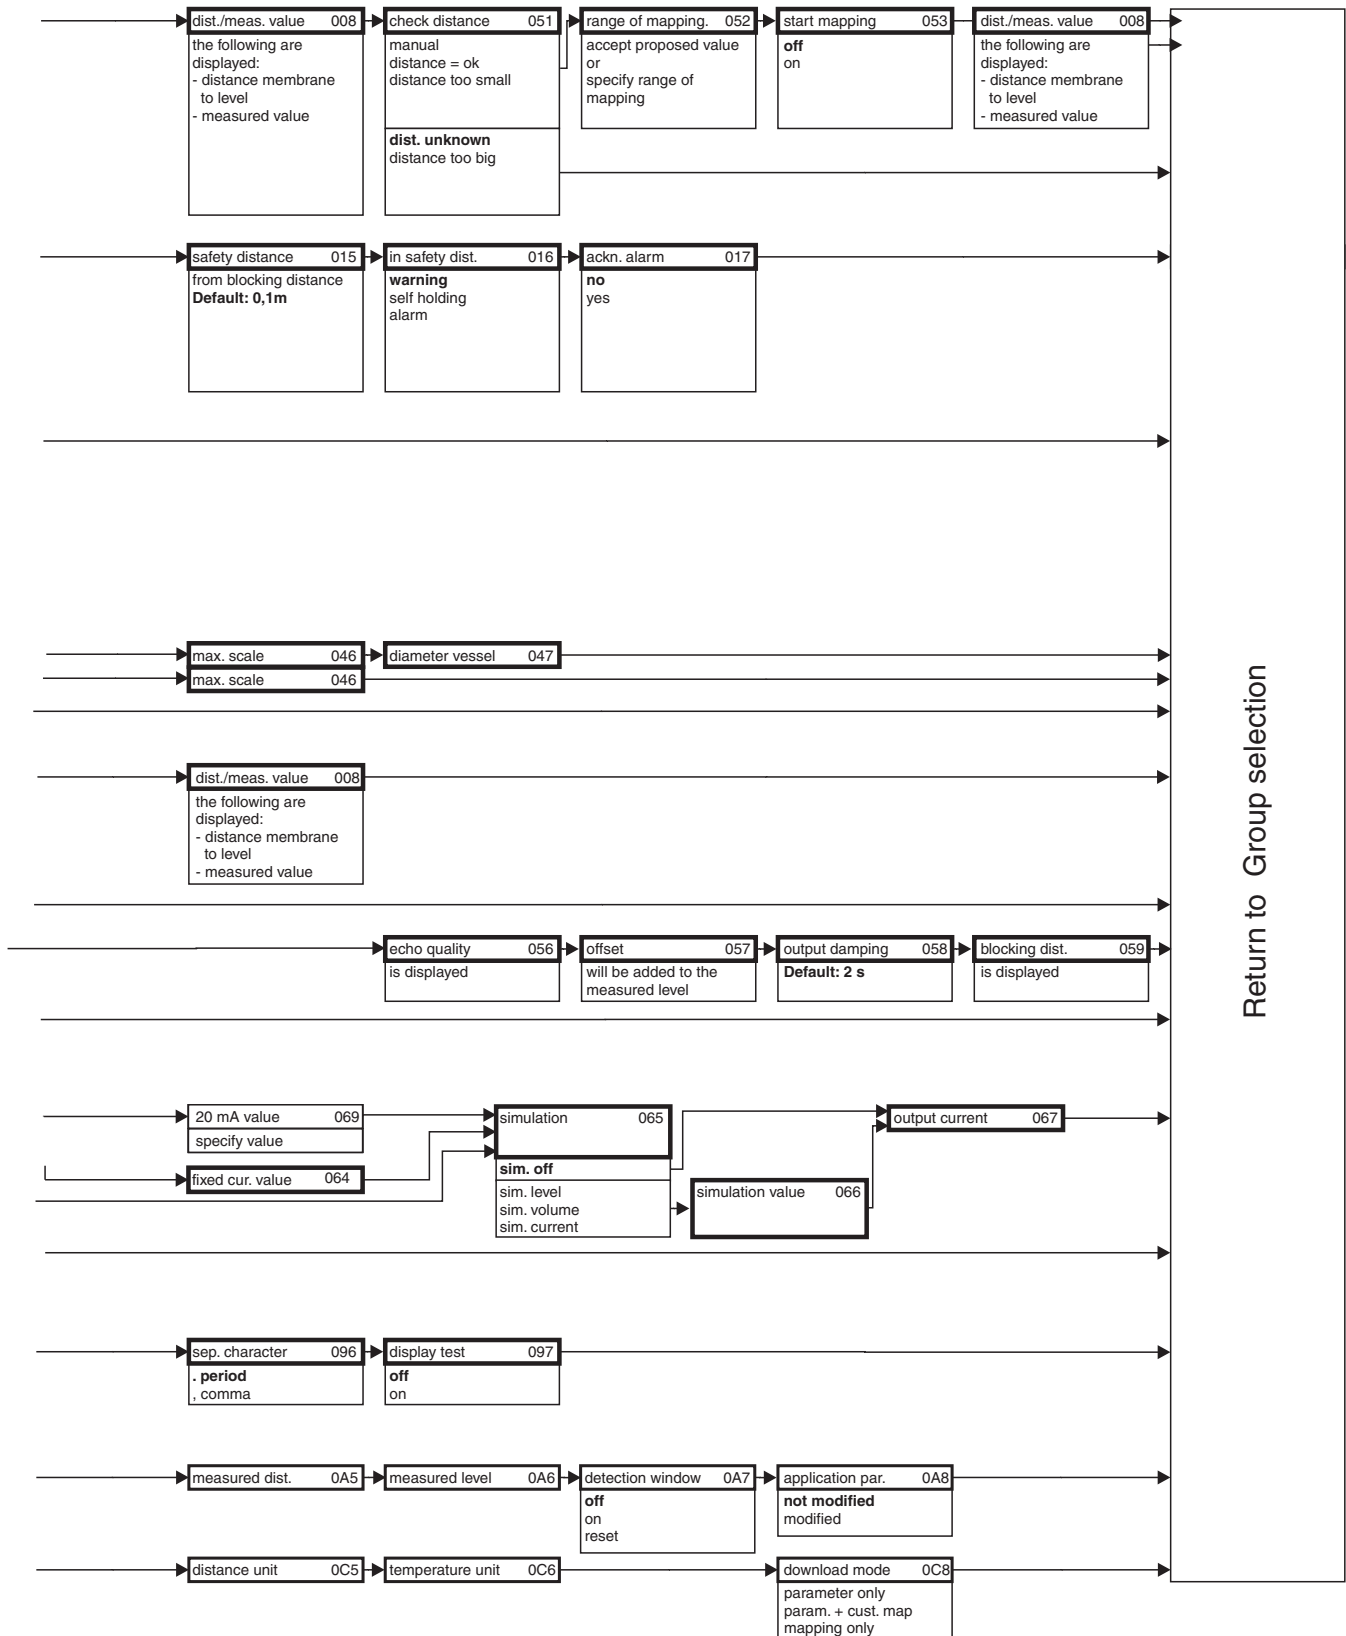 dist./meas. value 008
the following are
displayed:
- distance membrane
to level
- measured value
check distance 051
manual
distance = ok
distance too small
dist. unknown
distance too big
range of mapping. 052
accept proposed value
or
specify range of
mapping
start mapping 053
off
on
dist./meas. value 008
the following are
displayed:
- distance membrane
to level
- measured value
safety distance 015
from blocking distance
Default: 0,1m
in safety dist. 016
warning
self holding
alarm
ackn. alarm 017
no
yes
max. scale 046
diameter vessel 047
max. scale 046
dist./meas. value 008
the following are
displayed:
- distance membrane
to level
- measured value
echo quality 056
is displayed
offset 057
will be added to the
measured level
output damping 058
Default: 2 s
blocking dist. 059
is displayed
20 mA value 069
specify value
fixed cur. value 064
simulation 065
sim. off
sim. level
sim. volume
sim. current
simulation value 066
output current 067
sep. character 096
. period
, comma
display test 097
off
on
measured dist. 0A5
measured level 0A6
detection window 0A7
off
on
reset
application par. 0A8
not modified
modified
distance unit 0C5
temperature unit 0C6
download mode 0C8
parameter only
param. + cust. map
mapping only
Return to Group selection